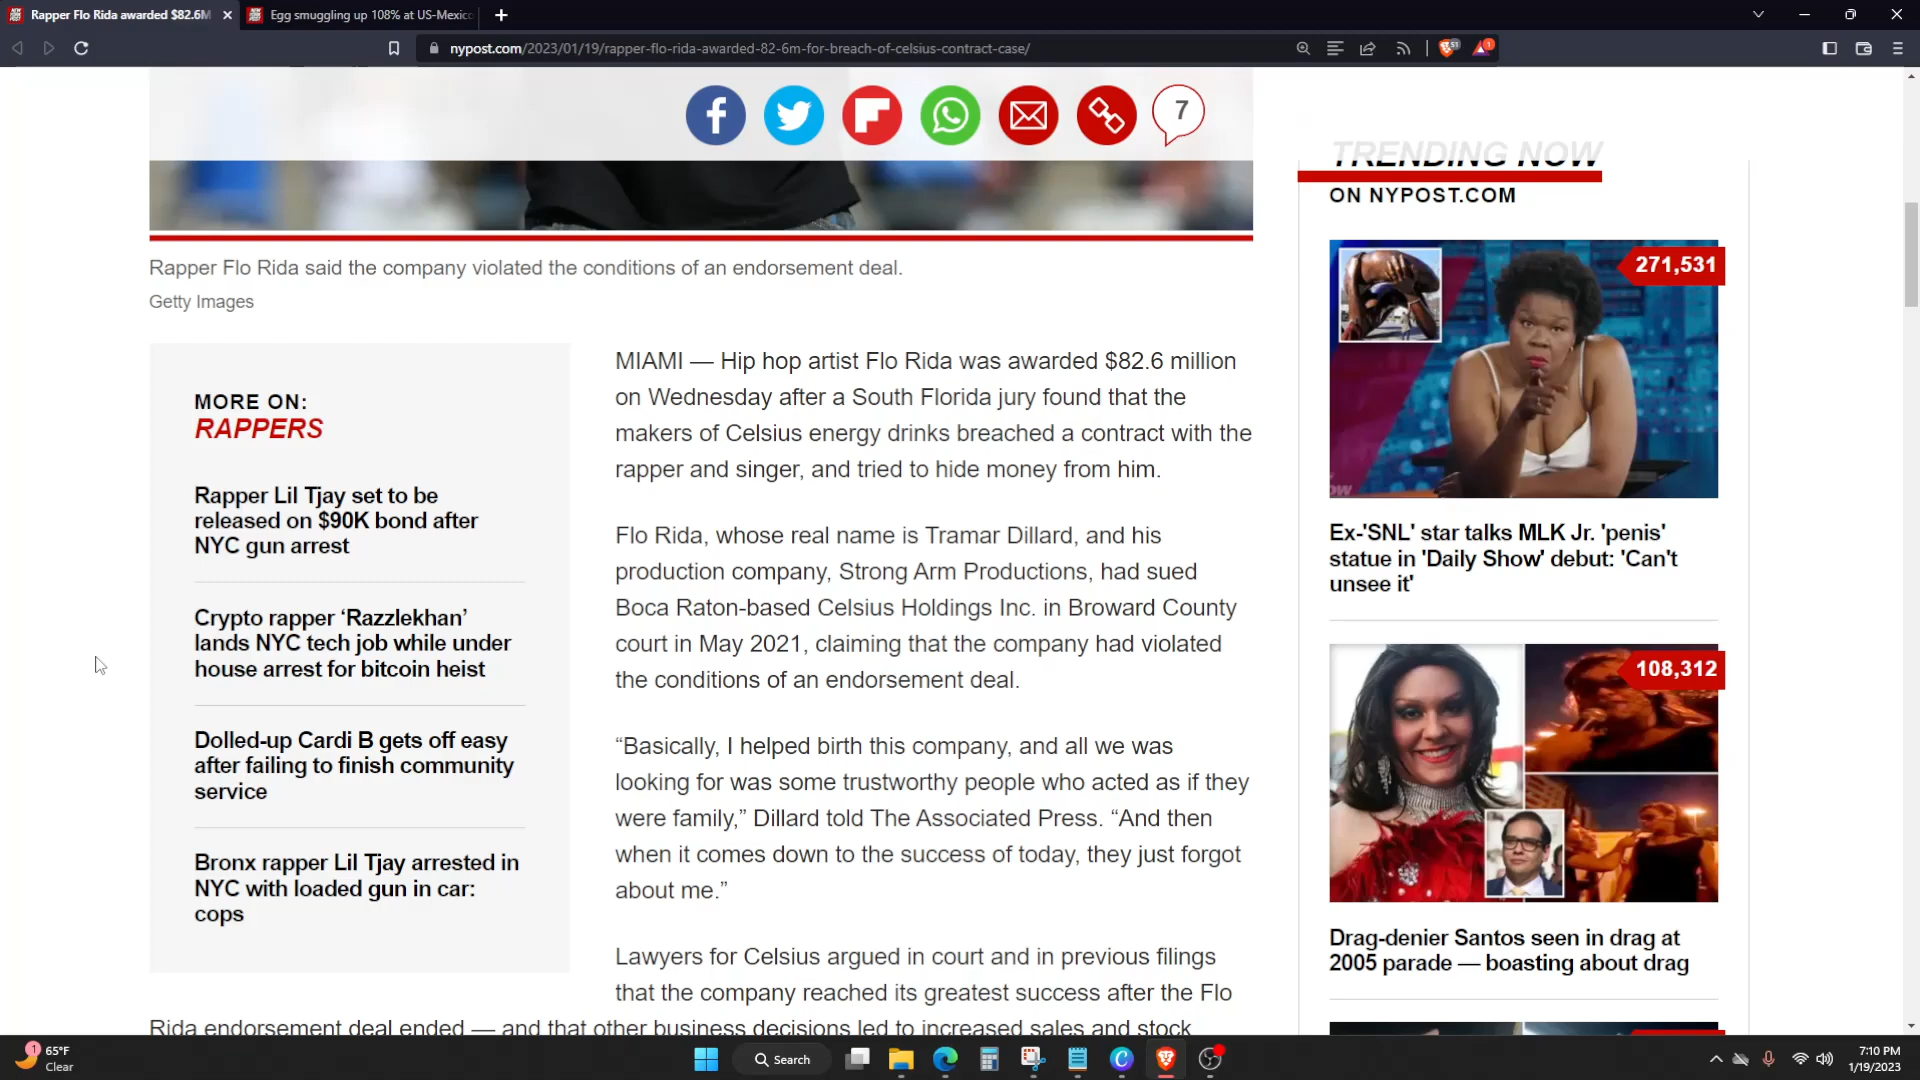 Rapper Flo Rida awarded $82.6M
Egg smuggling up 108% at US-Mexico
nypost.com/2023/01/19/rapper-flo-rida-awarded-82-6m-for-breach-of-celsius-contract-case/
7
TRENDING NOW
ON NYPOST.COM
Rapper Flo Rida said the company violated the conditions of an endorsement deal.
Getty Images
MORE ON:
RAPPERS
Rapper Lil Tjay set to be
released on $90K bond after
NYC gun arrest
Crypto rapper ‘Razzlekhan’
lands NYC tech job while under
house arrest for bitcoin heist
Dolled-up Cardi B gets off easy
after failing to finish community
service
Bronx rapper Lil Tjay arrested in
NYC with loaded gun in car:
cops
MIAMI — Hip hop artist Flo Rida was awarded $82.6 million
on Wednesday after a South Florida jury found that the
makers of Celsius energy drinks breached a contract with the
rapper and singer, and tried to hide money from him.
Flo Rida, whose real name is Tramar Dillard, and his
production company, Strong Arm Productions, had sued
Boca Raton-based Celsius Holdings Inc. in Broward County
court in May 2021, claiming that the company had violated
the conditions of an endorsement deal.
“Basically, I helped birth this company, and all we was
looking for was some trustworthy people who acted as if they
were family,” Dillard told The Associated Press. “And then
when it comes down to the success of today, they just forgot
about me.”
Lawyers for Celsius argued in court and in previous filings
that the company reached its greatest success after the Flo
Rida endorsement deal ended — and that other business decisions led to increased sales and stock
271,531
Ex-'SNL' star talks MLK Jr. 'penis'
statue in 'Daily Show' debut: 'Can't
unsee it'
108,312
Drag-denier Santos seen in drag at
2005 parade — boasting about drag
1
65°F
Clear
Search
7:10 PM
1/19/2023